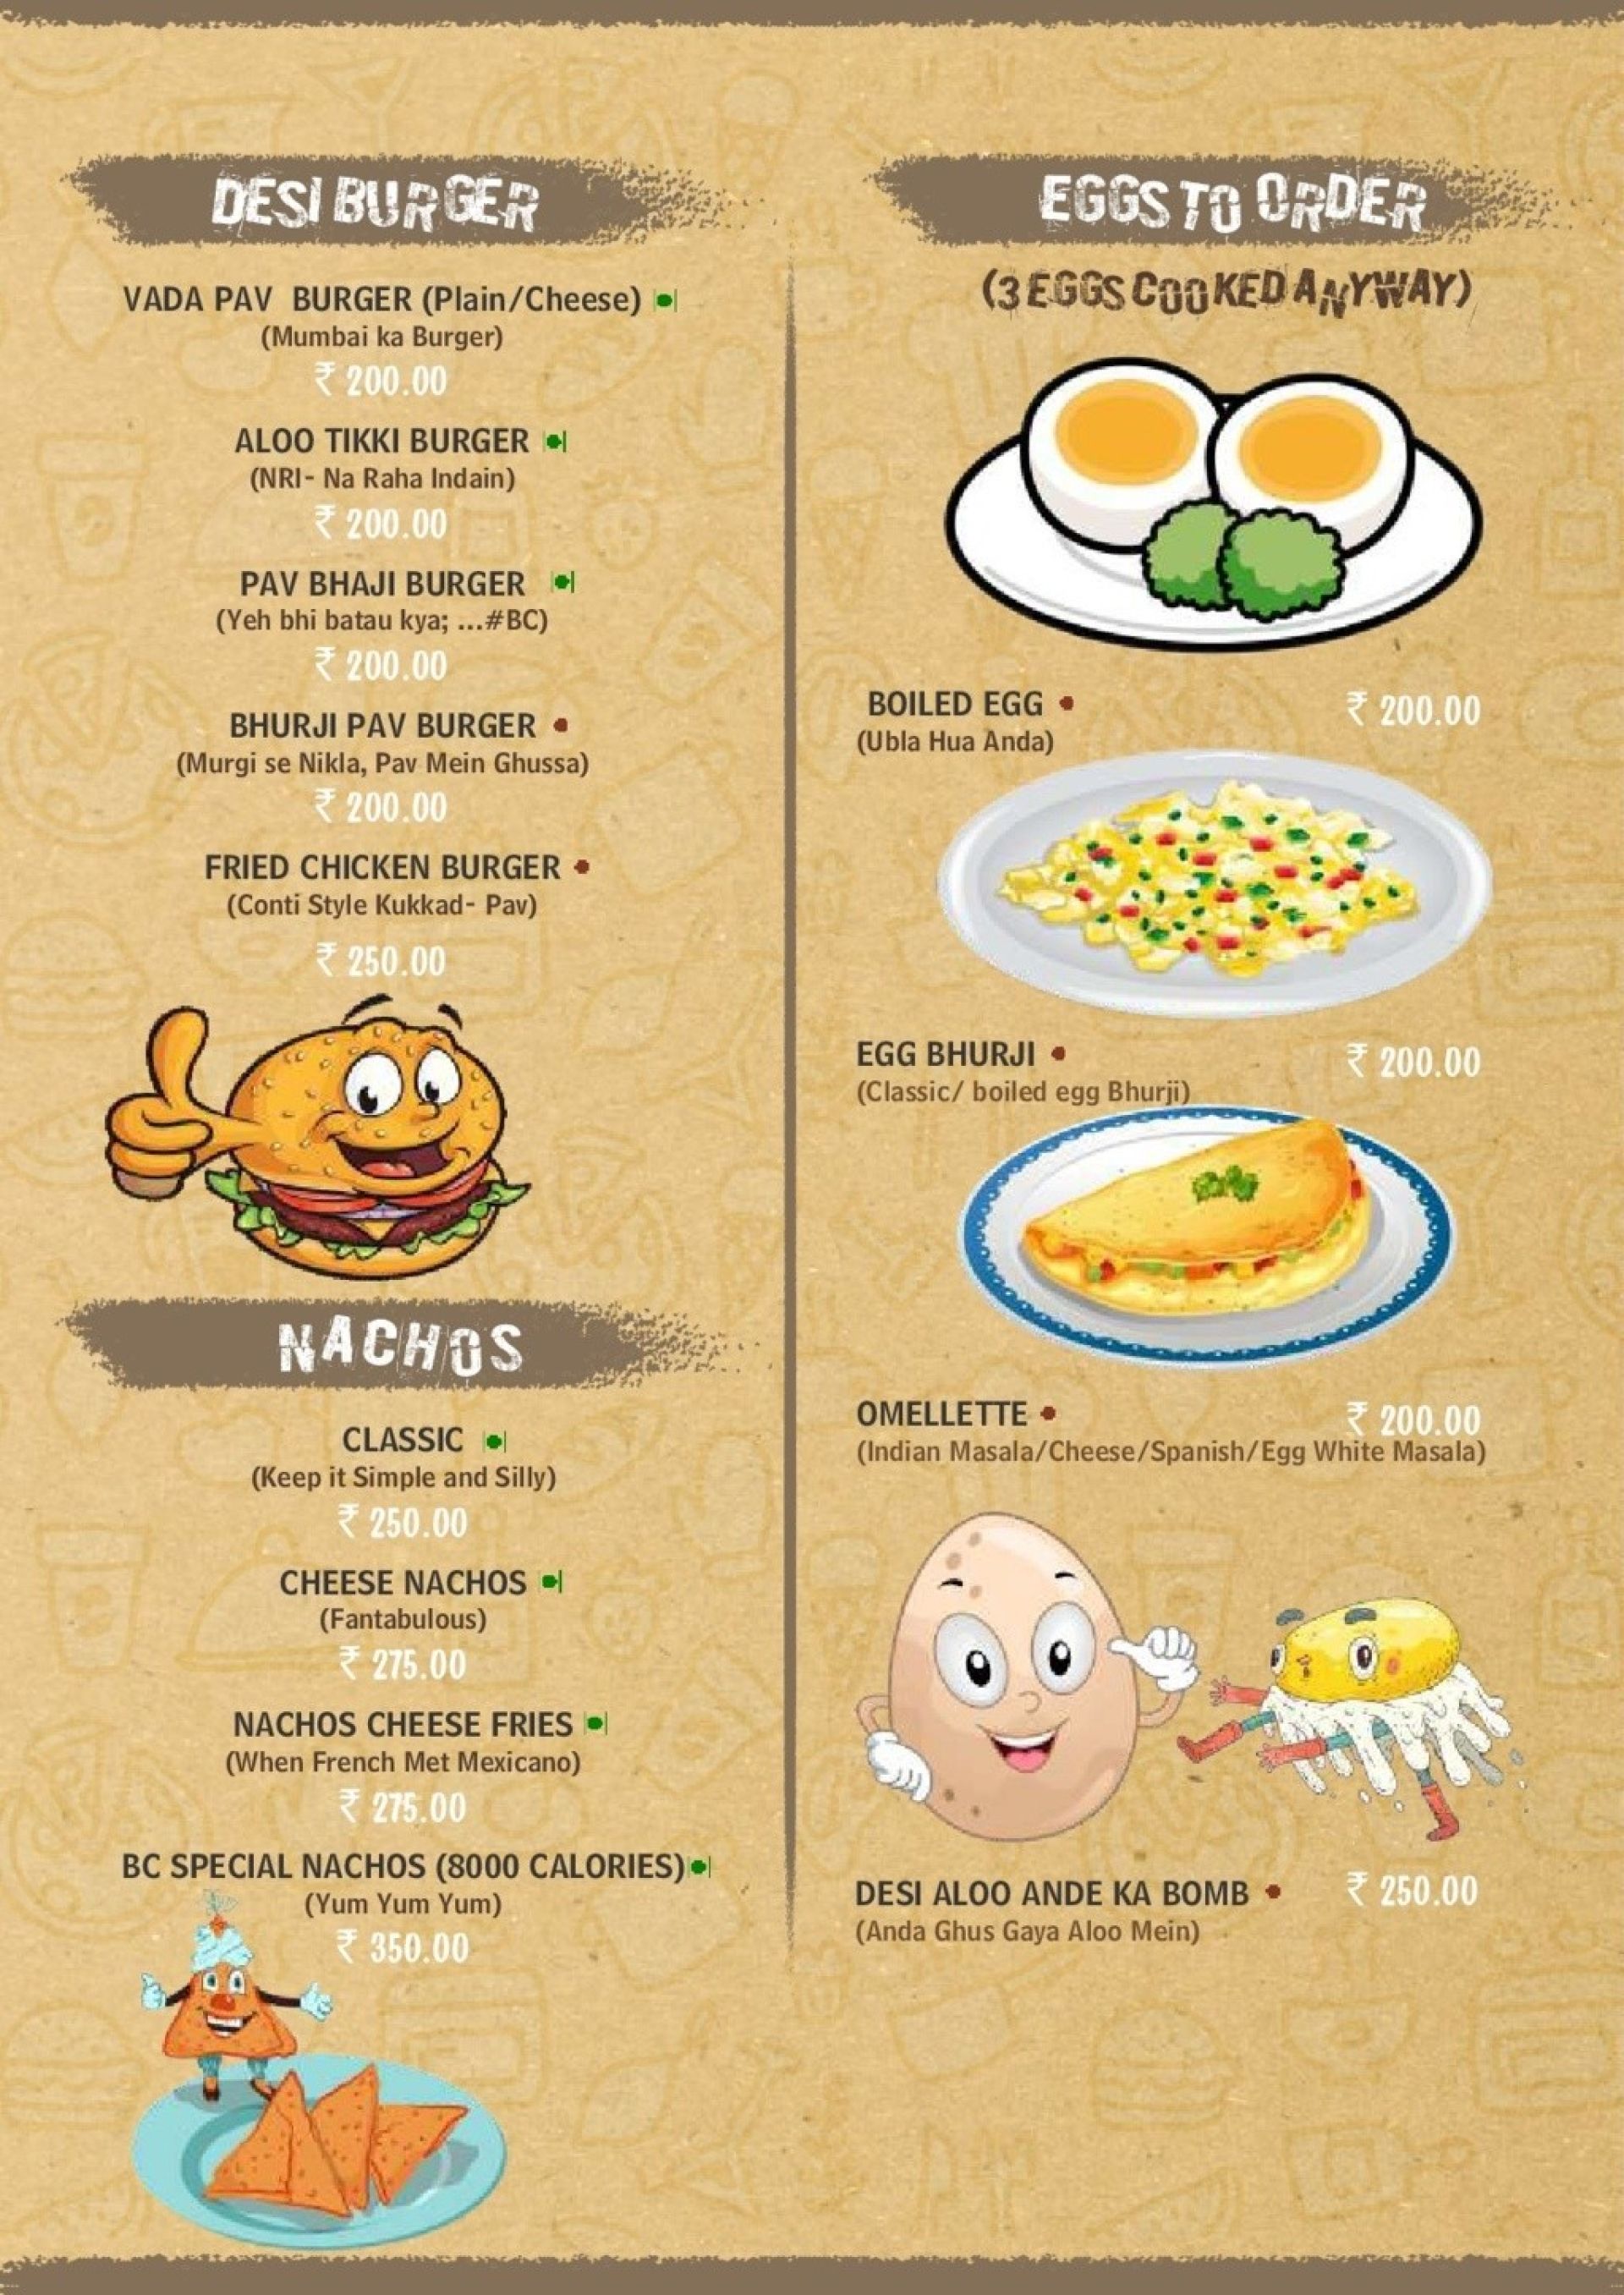 DESI BURGER
VADA PAV BURGER (Plain/Cheese)
(Mumbai ka Burger)
₹ 200.00
ALOO TIKKI BURGER
(NRI- Na Raha Indain)
₹ 200.00
PAV BHAJI BURGER
(Yeh bhi batau kya; ...#BC)
₹ 200.00
BHURJI PAV BURGER
(Murgi se Nikla, Pav Mein Ghussa)
₹ 200.00
FRIED CHICKEN BURGER
(Conti Style Kukkad- Pav)
₹ 250.00
NACHOS
CLASSIC
(Keep it Simple and Silly)
₹ 250.00
CHEESE NACHOS
(Fantabulous)
₹ 275.00
NACHOS CHEESE FRIES
(When French Met Mexicano)
₹ 275.00
BC SPECIAL NACHOS (8000 CALORIES)
(Yum Yum Yum)
₹ 350.00
EGGS TO ORDER
(3 EGGS COOKED ANYWAY)
BOILED EGG ₹ 200.00
(Ubla Hua Anda)
EGG BHURJI ₹ 200.00
(Classic/ boiled egg Bhurji)
OMELLETTE ₹ 200.00
(Indian Masala/Cheese/Spanish/Egg White Masala)
DESI ALOO ANDE KA BOMB ₹ 250.00
(Anda Ghus Gaya Aloo Mein)